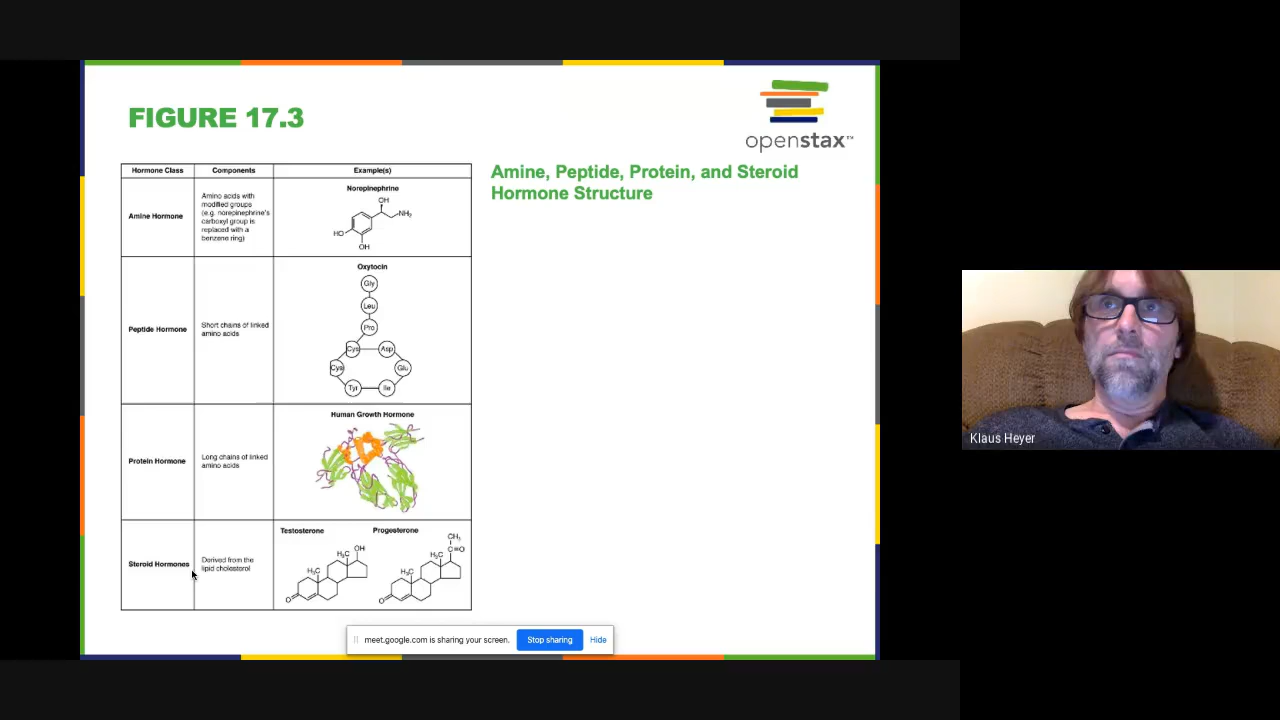 FIGURE 17.3
openstax™
Amine, Peptide, Protein, and Steroid
Hormone Structure
Hormone Class
Components
Example(s)
Amine Hormone
Amino acids with
modified groups
(e.g. norepinephrine's
carboxyl group is
replaced with a
benzene ring)
Norepinephrine
OH
NH₂
HO
OH
Peptide Hormone
Short chains of linked
amino acids
Oxytocin
Gly
Leu
Pro
Cys
Asp
Cys
Glu
Tyr
Ile
Protein Hormone
Long chains of linked
amino acids
Human Growth Hormone
Steroid Hormones
Derived from the
lipid cholesterol
Testosterone
OH
H₃C
H₃C
O
Progesterone
CH₃
C=O
H₃C
H₃C
O
meet.google.com is sharing your screen.
Stop sharing
Hide
Klaus Heyer